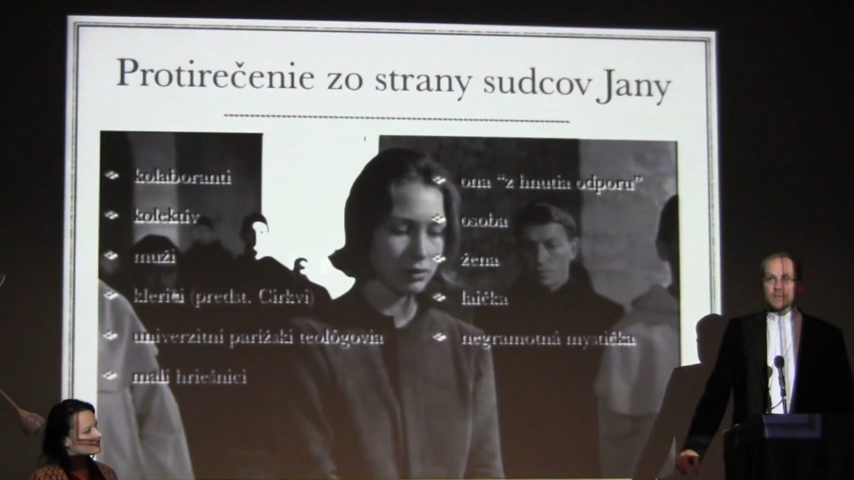 Protirečenie zo strany sudcov Jany
kolaboranti
kolektív
muži
klerici (predst. Cirkvi)
univerzitní parížski teológovia
malí hriešnici
ona “z hnutia odporu”
osoba
žena
laička
negramotná mystička